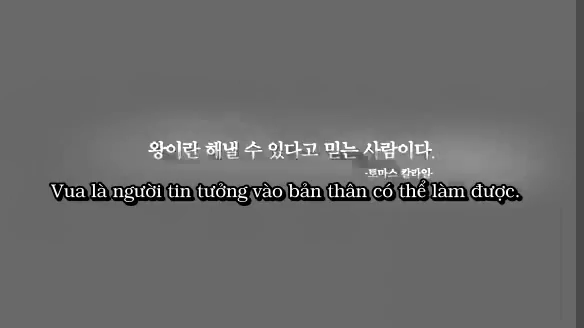 왕이란 해낼 수 있다고 믿는 사람이다.
-토마스 칼라일-
Vua là người tin tưởng vào bản thân có thể làm được.